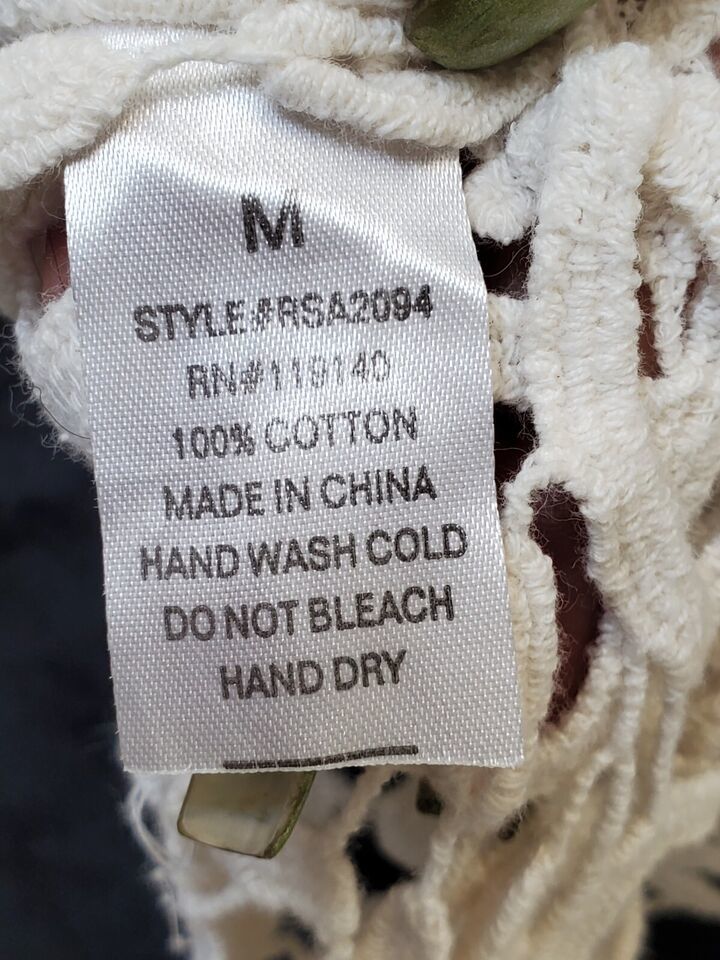 M
STYLE#RSA2094
RN#119140
100% COTTON
MADE IN CHINA
HAND WASH COLD
DO NOT BLEACH
HAND DRY